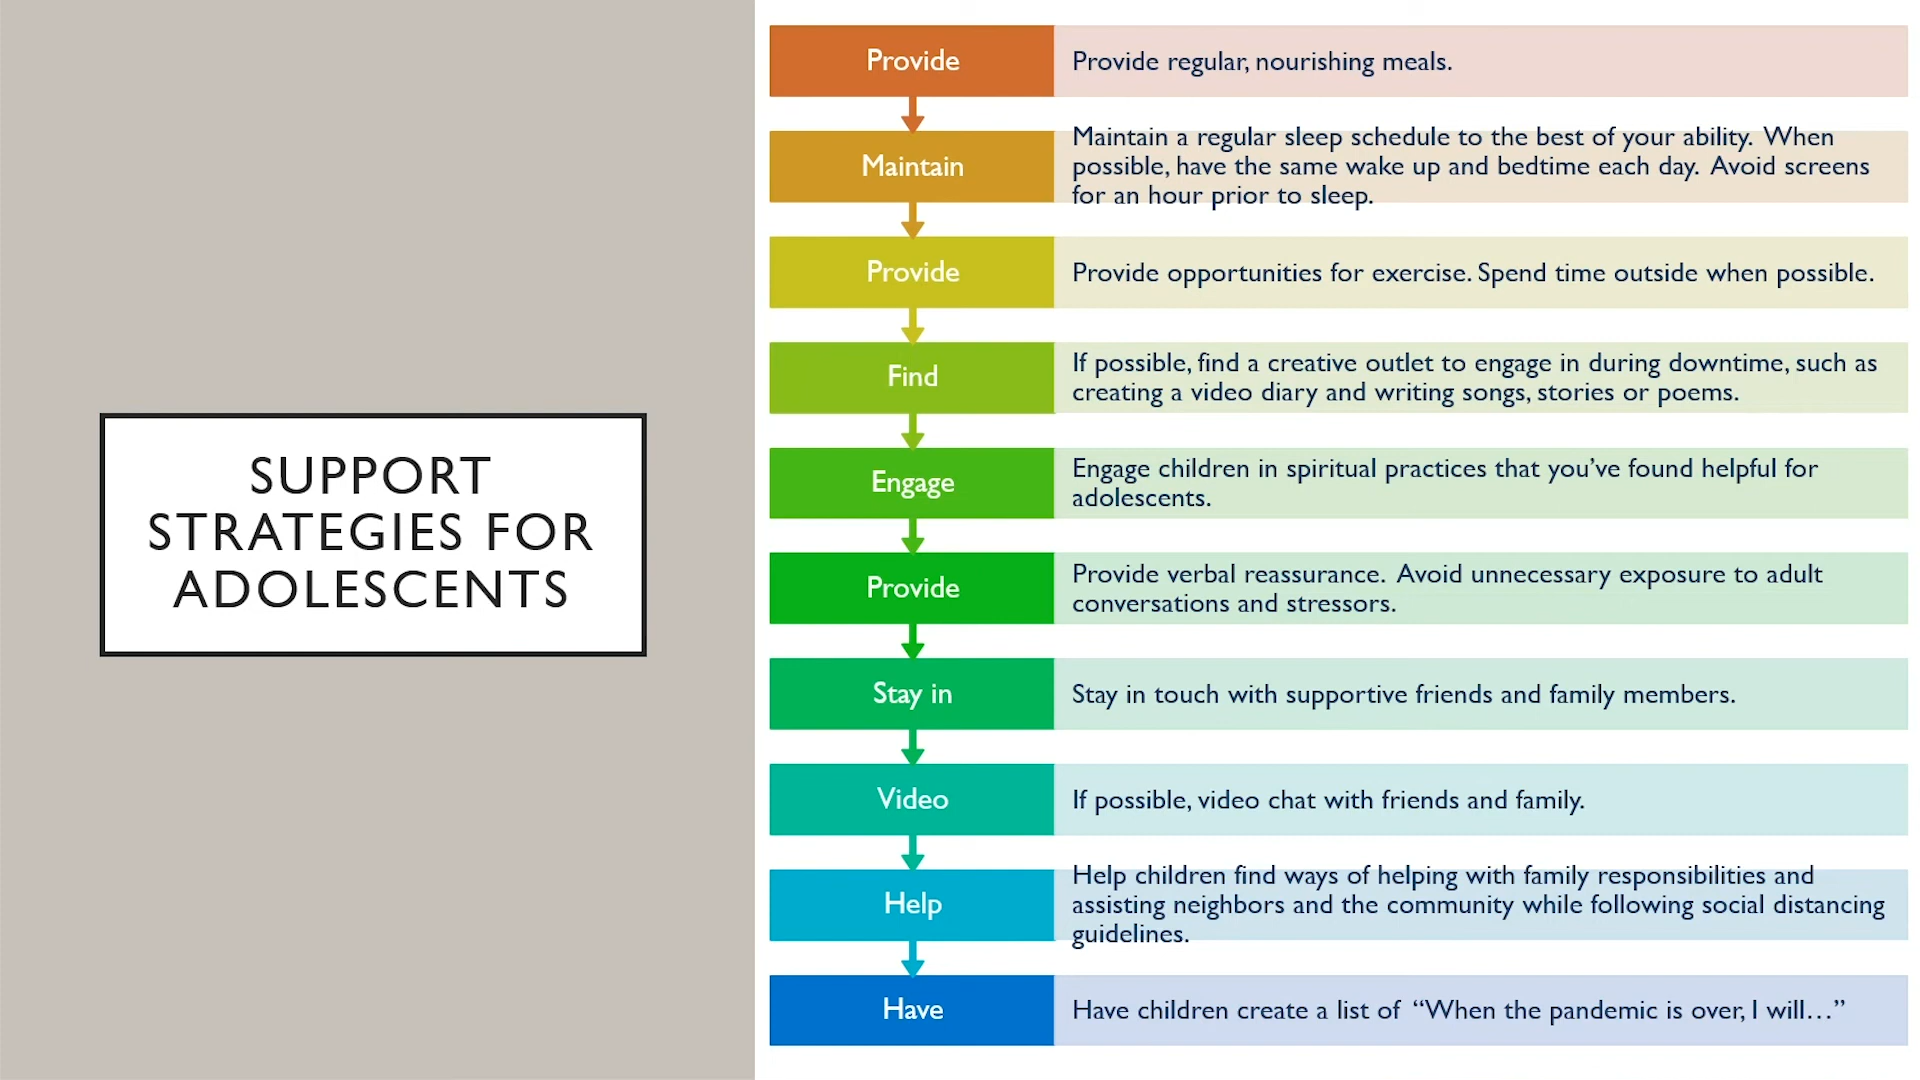 SUPPORT
STRATEGIES FOR
ADOLESCENTS
Provide
Provide regular, nourishing meals.
Maintain
Maintain a regular sleep schedule to the best of your ability. When
possible, have the same wake up and bedtime each day. Avoid screens
for an hour prior to sleep.
Provide
Provide opportunities for exercise. Spend time outside when possible.
Find
If possible, find a creative outlet to engage in during downtime, such as
creating a video diary and writing songs, stories or poems.
Engage
Engage children in spiritual practices that you’ve found helpful for
adolescents.
Provide
Provide verbal reassurance. Avoid unnecessary exposure to adult
conversations and stressors.
Stay in
Stay in touch with supportive friends and family members.
Video
If possible, video chat with friends and family.
Help
Help children find ways of helping with family responsibilities and
assisting neighbors and the community while following social distancing
guidelines.
Have
Have children create a list of “When the pandemic is over, I will…”